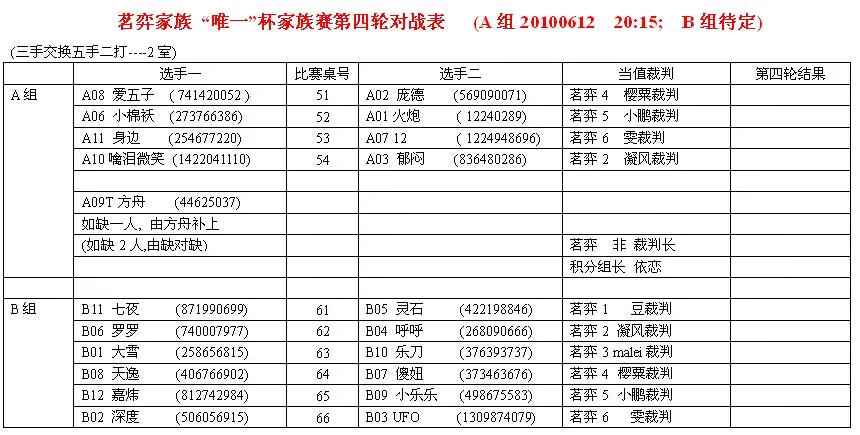 茗弈家族 “唯一”杯家族赛第四轮对战表 (A 组 20100612 20:15; B 组待定)
(三手交换五手二打----2 室)
选手一 比赛桌号 选手二 当值裁判 第四轮结果
A 组 A08 爱五子 (741420052 ) 51 A02 庞德 (569090071) 茗弈 4 樱粟裁判
A06 小棉袄 (273766386) 52 A01 火炮 ( 12240289) 茗弈 5 小鹏裁判
A11 身边 (254677220) 53 A07 12 ( 1224948696) 茗弈 6 雯裁判
A10 噙泪微笑 (1422041110) 54 A03 郁闷 (836480286) 茗弈 2 凝风裁判
A09T 方舟 (44625037)
如缺一人, 由方舟补上
(如缺 2 人,由缺对缺) 茗弈 非 裁判长
积分组长 依恋
B 组 B11 七夜 (871990699) 61 B05 灵石 (422198846) 茗弈 1 豆裁判
B06 罗罗 (740007977) 62 B04 呼呼 (268090666) 茗弈 2 凝风裁判
B01 大雪 (258656815) 63 B10 乐刀 (376393737) 茗弈 3 malei 裁判
B08 天逸 (406766902) 64 B07 傻妞 (373463676) 茗弈 4 樱粟裁判
B12 嘉炜 (812742984) 65 B09 小乐乐 (498675583) 茗弈 5 小鹏裁判
B02 深度 (506056915) 66 B03 UFO (1309874079) 茗弈 6 雯裁判